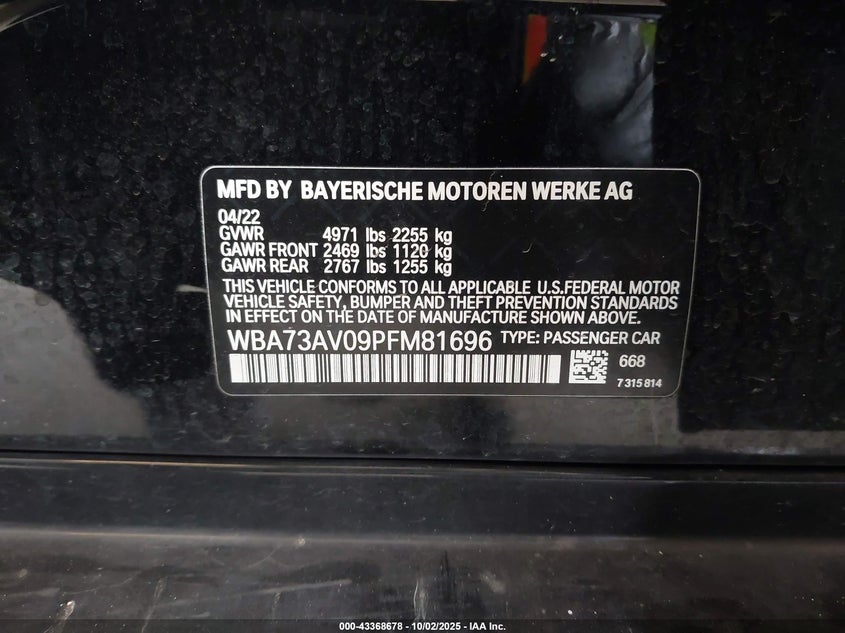 MFD BY BAYERISCHE MOTOREN WERKE AG
04/22
GVWR 4971 lbs 2255 kg
GAWR FRONT 2469 lbs 1120 kg
GAWR REAR 2767 lbs 1255 kg
THIS VEHICLE CONFORMS TO ALL APPLICABLE U.S.FEDERAL MOTOR
VEHICLE SAFETY, BUMPER AND THEFT PREVENTION STANDARDS
IN EFFECT ON THE DATE OF MANUFACTURE SHOWN ABOVE.
WBA73AV09PFM81696 TYPE: PASSENGER CAR
668
7 315 814
000-43368678 - 10/02/2025 - IAA Inc.